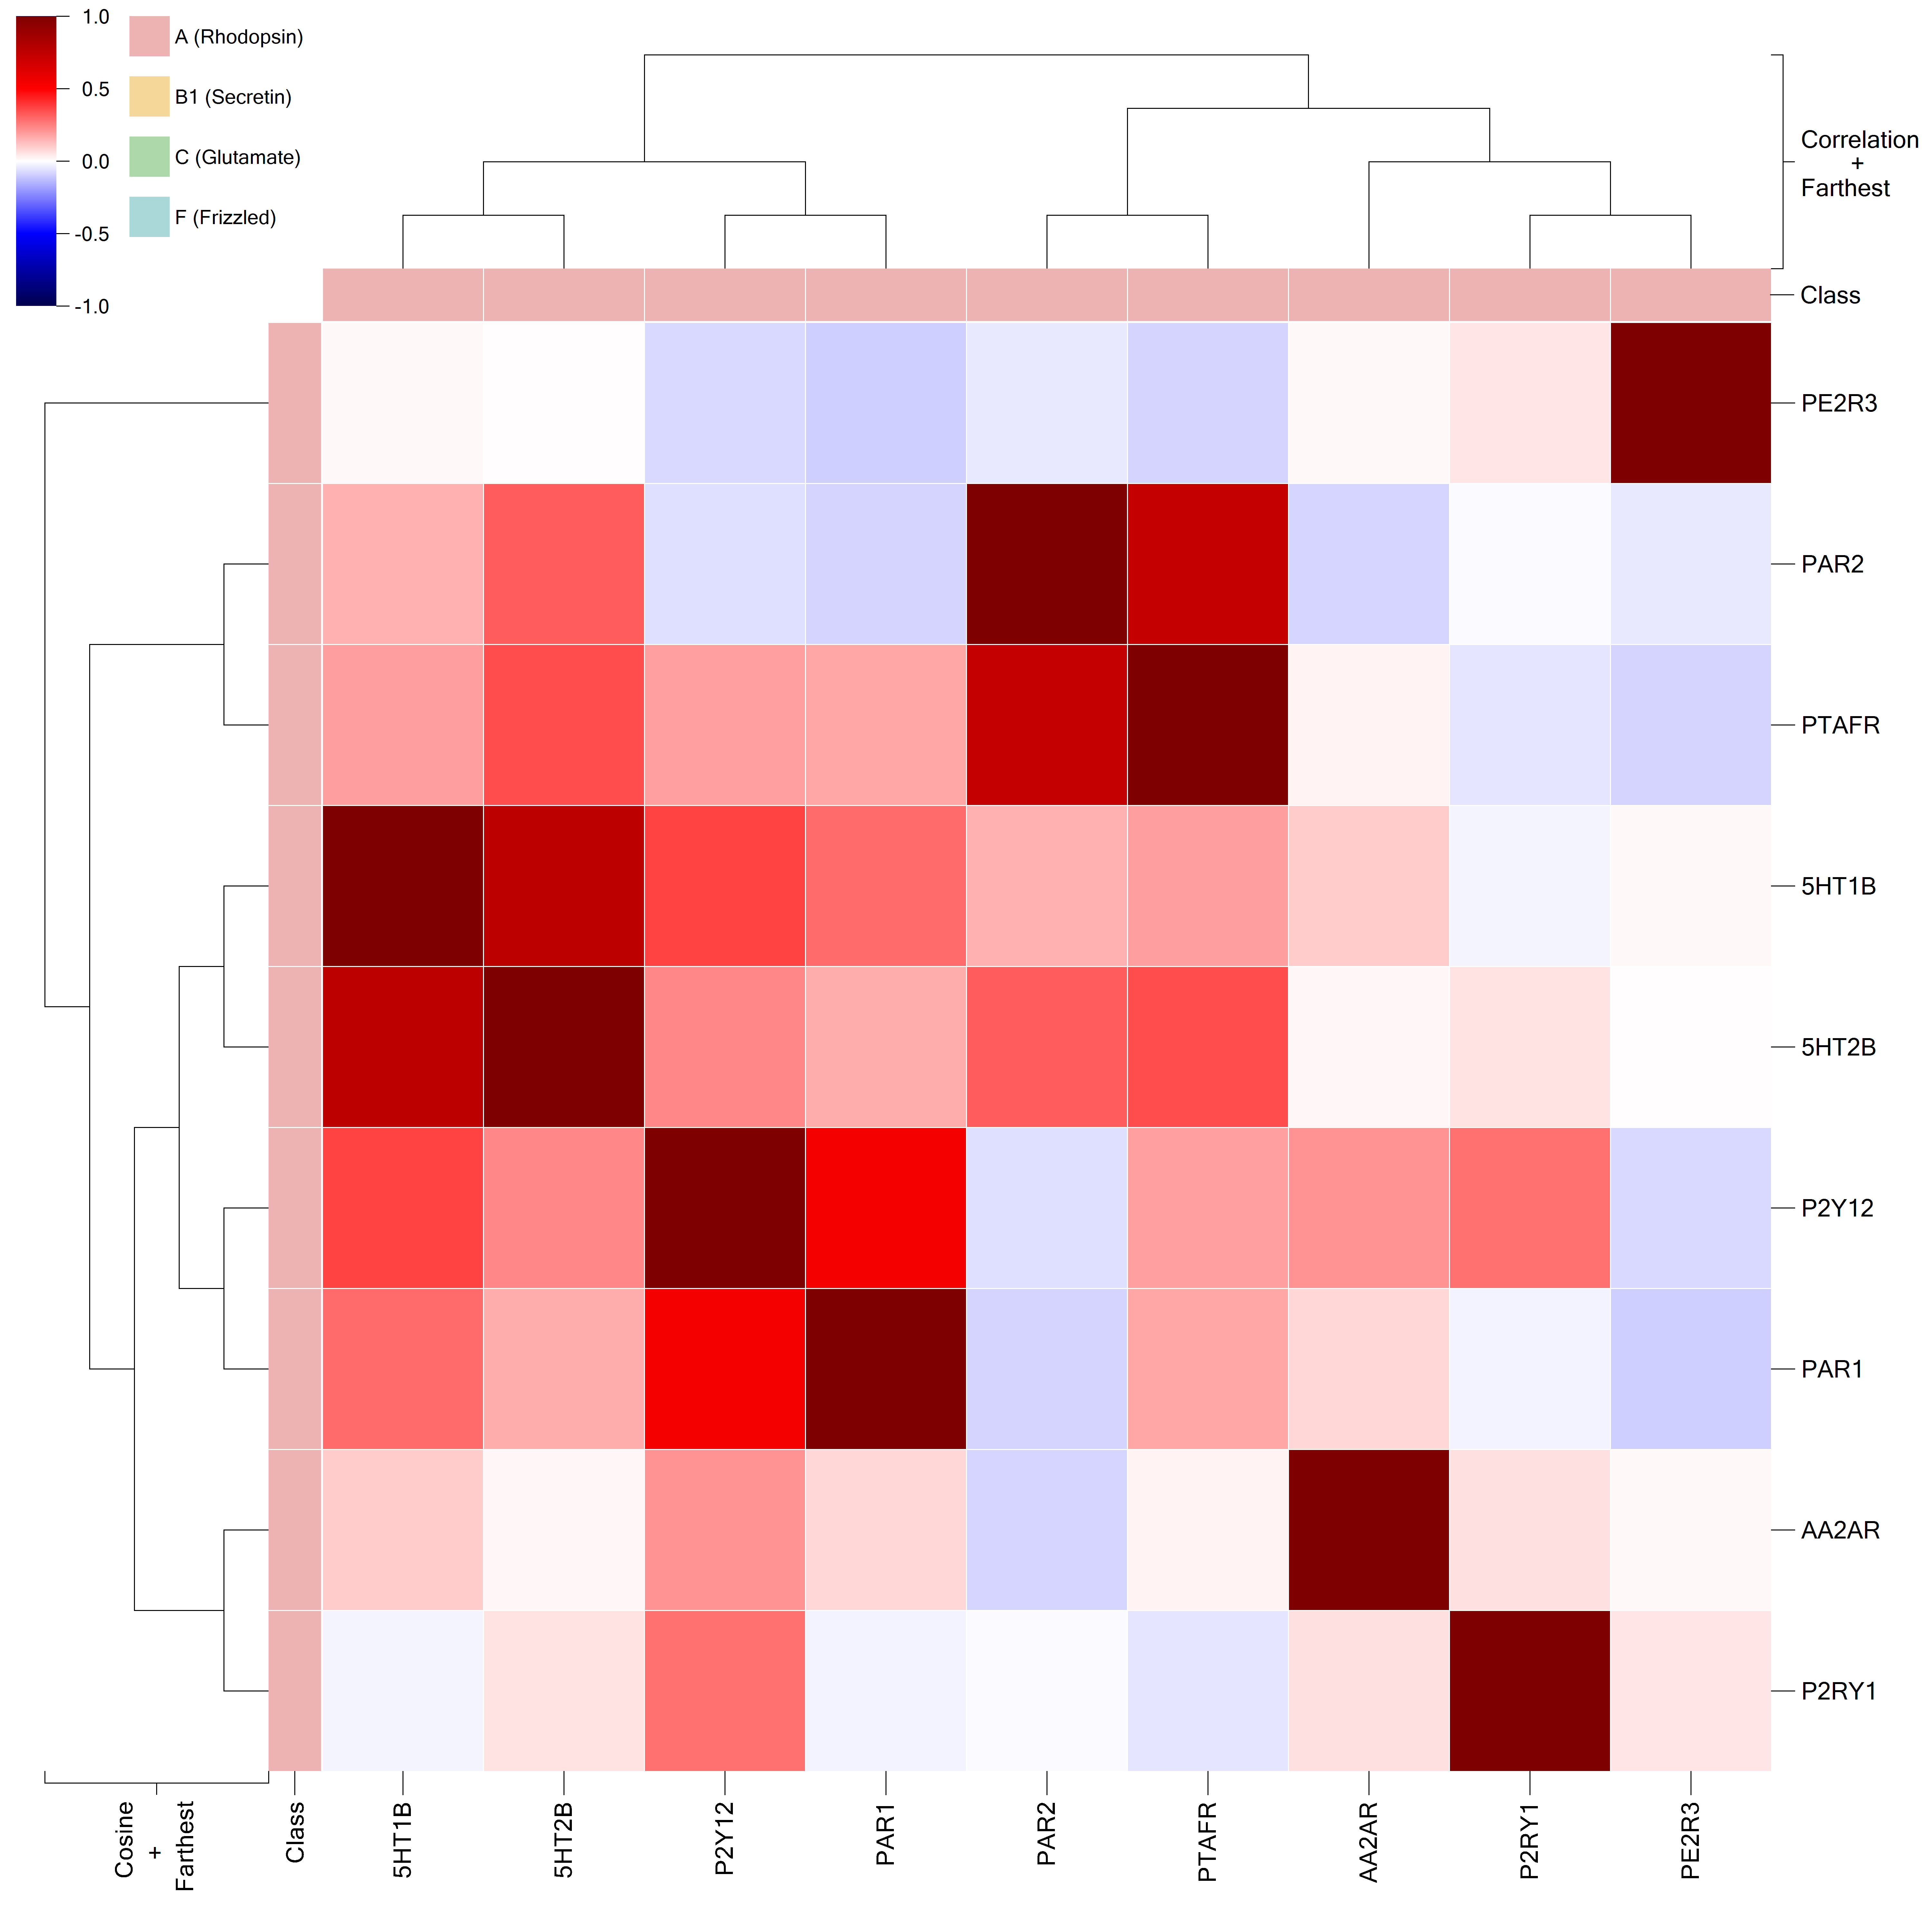 1.0
0.5
0.0
-0.5
-1.0
A (Rhodopsin)
B1 (Secretin)
C (Glutamate)
F (Frizzled)
Correlation
+
Farthest
Class
PE2R3
PAR2
PTAFR
5HT1B
5HT2B
P2Y12
PAR1
AA2AR
P2RY1
Cosine
+
Farthest
Class
5HT1B
5HT2B
P2Y12
PAR1
PAR2
PTAFR
AA2AR
P2RY1
PE2R3